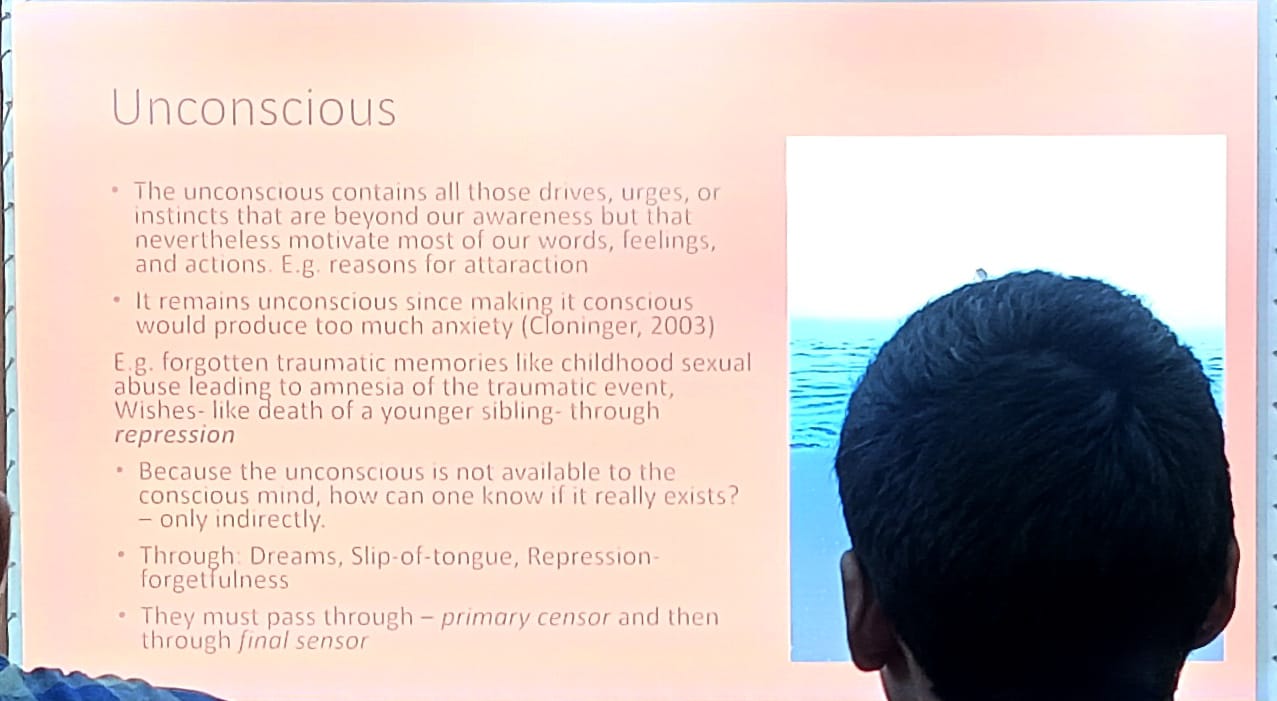 Unconscious
• The unconscious contains all those drives, urges, or
instincts that are beyond our awareness but that
nevertheless motivate most of our words, feelings,
and actions. E.g. reasons for attaraction
• It remains unconscious since making it conscious
would produce too much anxiety (Cloninger, 2003)
E.g. forgotten traumatic memories like childhood sexual
abuse leading to amnesia of the traumatic event,
Wishes- like death of a younger sibling- through
repression
• Because the unconscious is not available to the
conscious mind, how can one know if it really exists?
– only indirectly.
• Through: Dreams, Slip-of-tongue, Repression-
forgetfulness
• They must pass through – primary censor and then
through final sensor